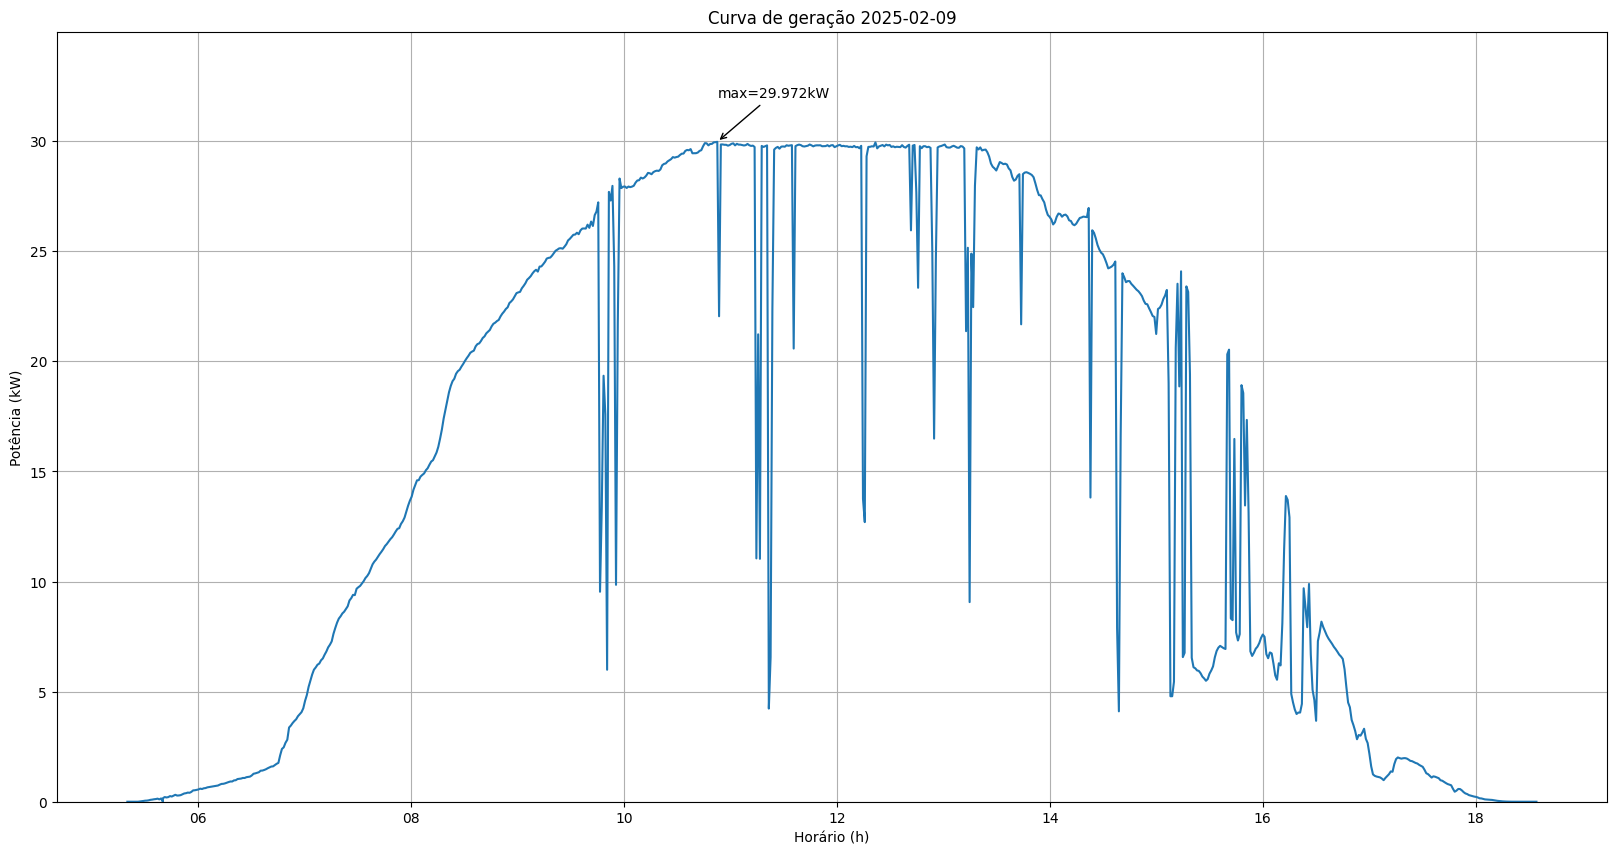 Curva de geração 2025-02-09
max=29.972kW
30
25
20
15
10
5
0
Potência (kW)
06 08 10 12 14 16 18
Horário (h)